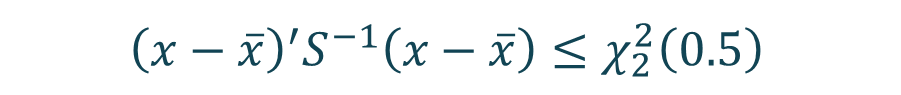 (x − x̄)′S⁻¹(x − x̄) ≤ χ₂²(0.5)